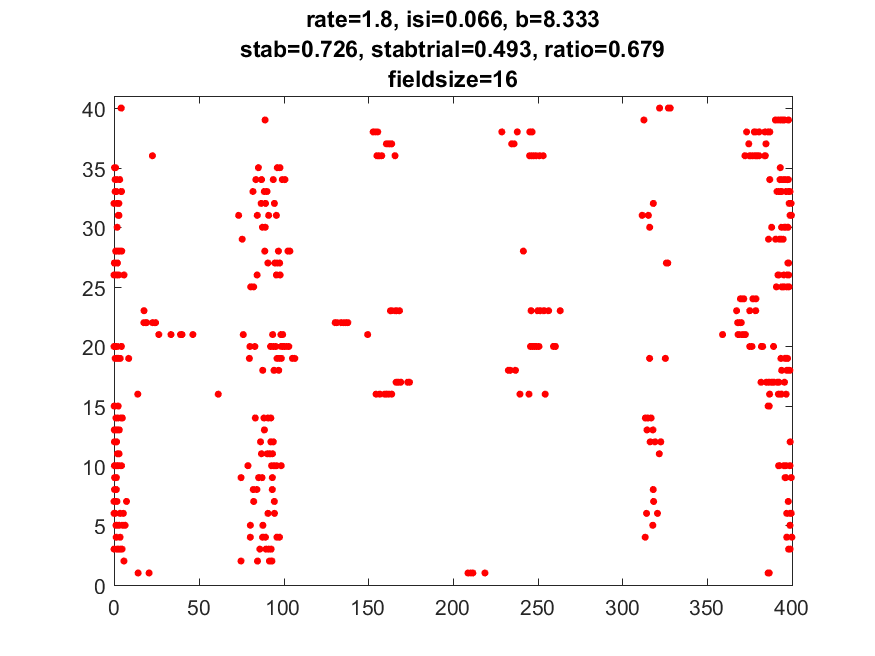 rate=1.8, isi=0.066, b=8.333
stab=0.726, stabtrial=0.493, ratio=0.679
fieldsize=16
40
35
30
25
20
15
10
5
0
0 50 100 150 200 250 300 350 400